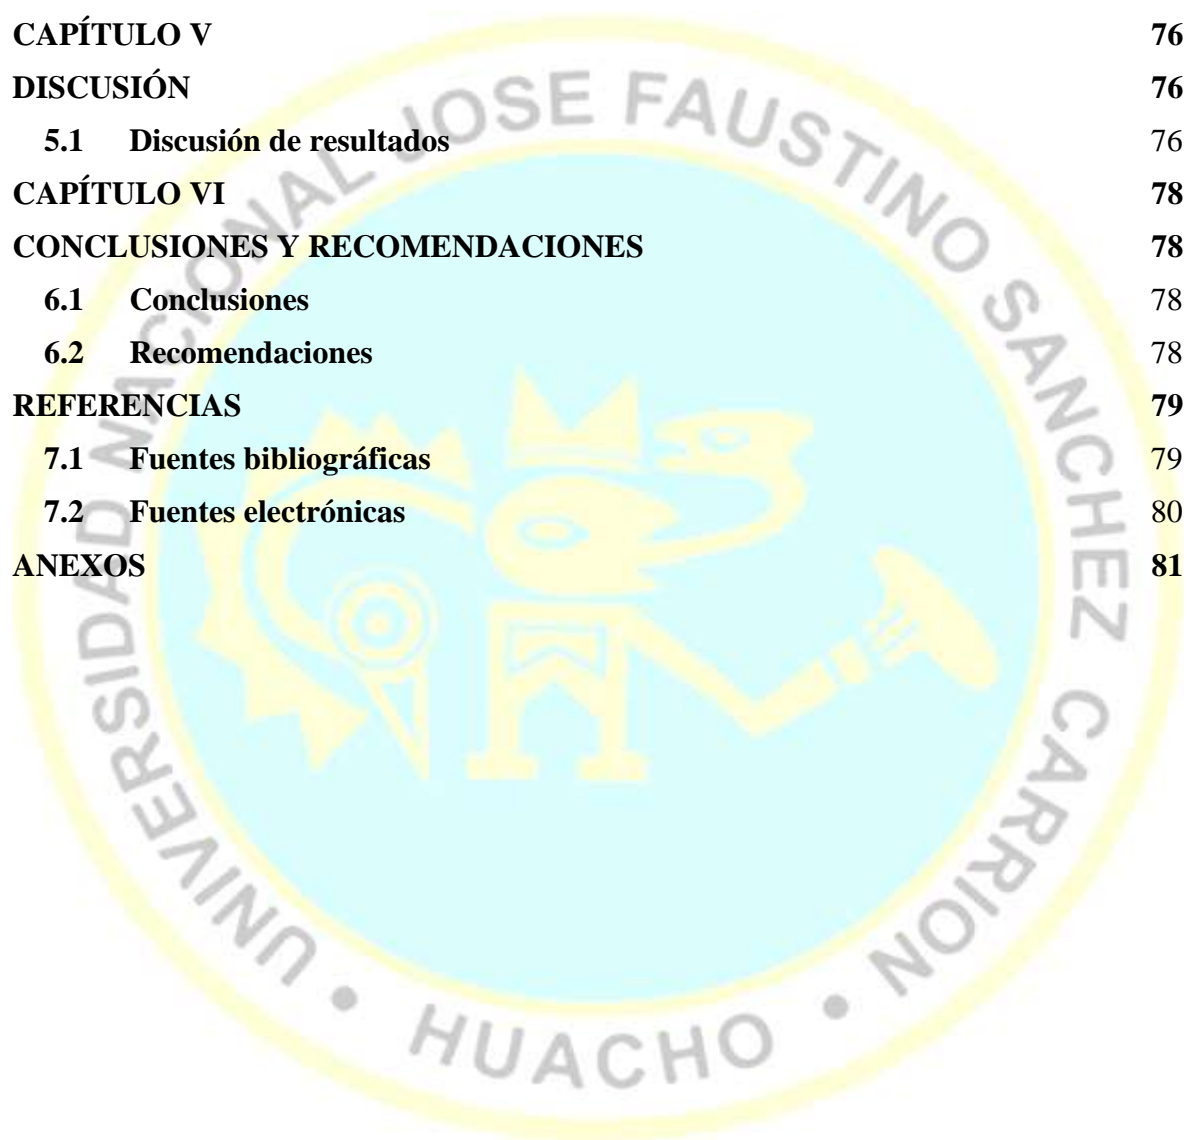 CAPÍTULO V 76
DISCUSIÓN 76
5.1 Discusión de resultados 76
CAPÍTULO VI 78
CONCLUSIONES Y RECOMENDACIONES 78
6.1 Conclusiones 78
6.2 Recomendaciones 78
REFERENCIAS 79
7.1 Fuentes bibliográficas 79
7.2 Fuentes electrónicas 80
ANEXOS 81
UNIVERSIDAD NACIONAL JOSE FAUSTINO SANCHEZ CARRION • HUACHO •